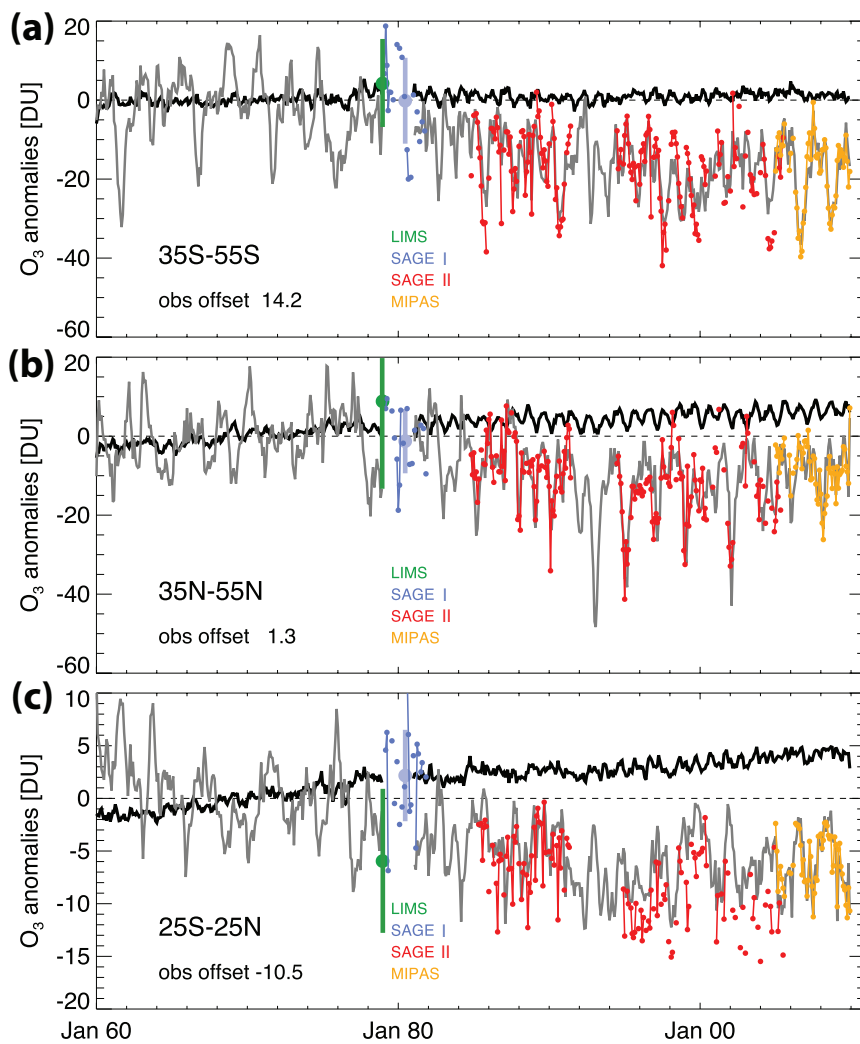 (a)
20
0
-20
-40
-60
O3 anomalies [DU]
35S-55S
obs offset 14.2
LIMS
SAGE I
SAGE II
MIPAS
(b)
20
0
-20
-40
-60
O3 anomalies [DU]
35N-55N
obs offset 1.3
LIMS
SAGE I
SAGE II
MIPAS
(c)
10
5
0
-5
-10
-15
-20
O3 anomalies [DU]
25S-25N
obs offset -10.5
LIMS
SAGE I
SAGE II
MIPAS
Jan 60 Jan 80 Jan 00